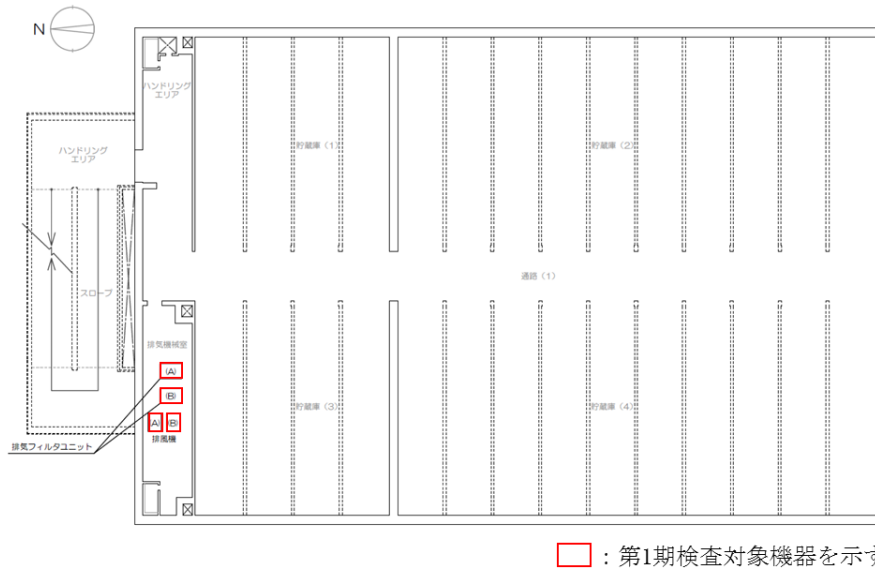 N
ハンドリング
エリア
ハンドリング
エリア
貯蔵庫（1）
貯蔵庫（2）
通路（1）
スロープ
排気機械室
(A)
(B)
(A) (B)
排風機
排気フィルタユニット
貯蔵庫（3）
貯蔵庫（4）
：第1期検査対象機器を示す